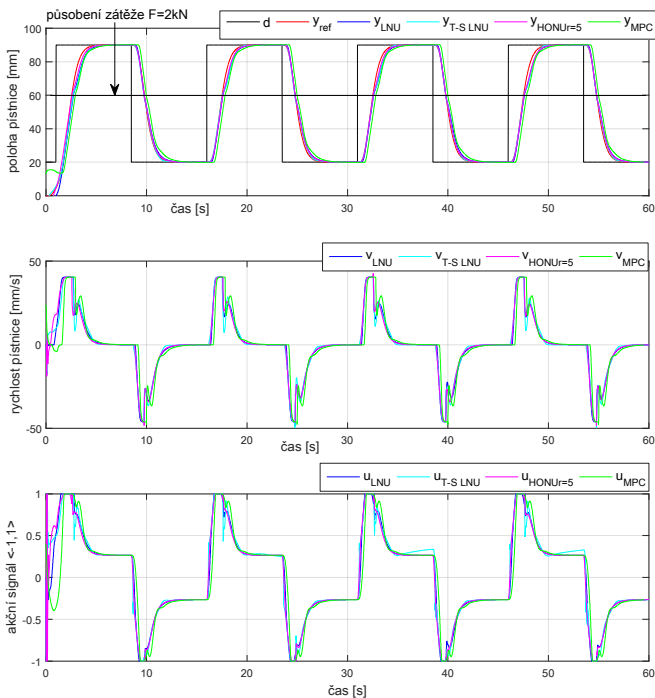 působení zátěže F=2kN
d y_ref y_LNU y_T-S LNU y_HONUr=5 y_MPC
100
80
60
40
20
0
poloha pístnice [mm]
0 10 20 30 40 50 60
čas [s]
v_LNU v_T-S LNU v_HONUr=5 v_MPC
50
0
-50
rychlost pístnice [mm/s]
0 10 20 30 40 50 60
čas [s]
u_LNU u_T-S LNU u_HONUr=5 u_MPC
1
0.5
0
-0.5
-1
akční signál <-1,1>
0 10 20 30 40 50 60
čas [s]